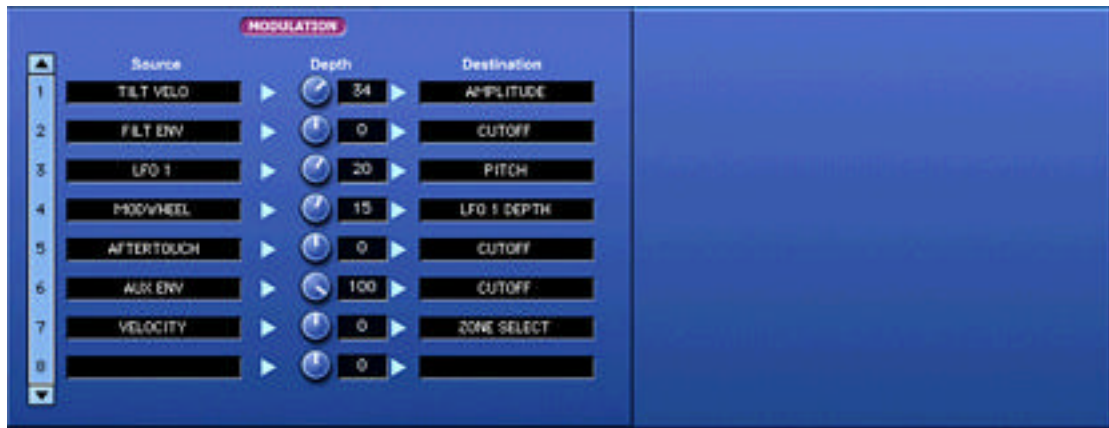 MODULATION
Source Depth Destination
1 TILT VELO 34 AMPLITUDE
2 FILT ENV 0 CUTOFF
3 LFO 1 20 PITCH
4 MODWHEEL 15 LFO 1 DEPTH
5 AFTERTOUCH 0 CUTOFF
6 AUX ENV 100 CUTOFF
7 VELOCITY 0 ZONE SELECT
8 0